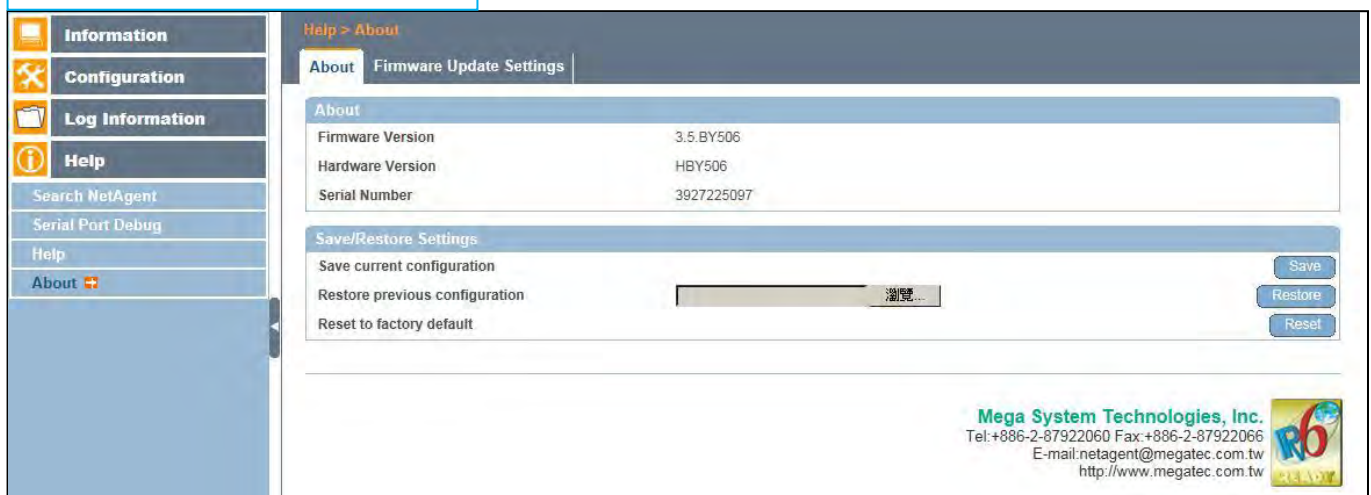 Information
Configuration
Log Information
Help
Search NetAgent
Serial Port Debug
Help
About
Help > About
About Firmware Update Settings
About
Firmware Version 3.5.BY506
Hardware Version HBY506
Serial Number 3927225097
Save/Restore Settings
Save current configuration Save
Restore previous configuration 瀏覽... Restore
Reset to factory default Reset
Mega System Technologies, Inc.
Tel:+886-2-87922060 Fax:+886-2-87922066
E-mail:netagent@megatec.com.tw
http://www.megatec.com.tw
IPv6
READY